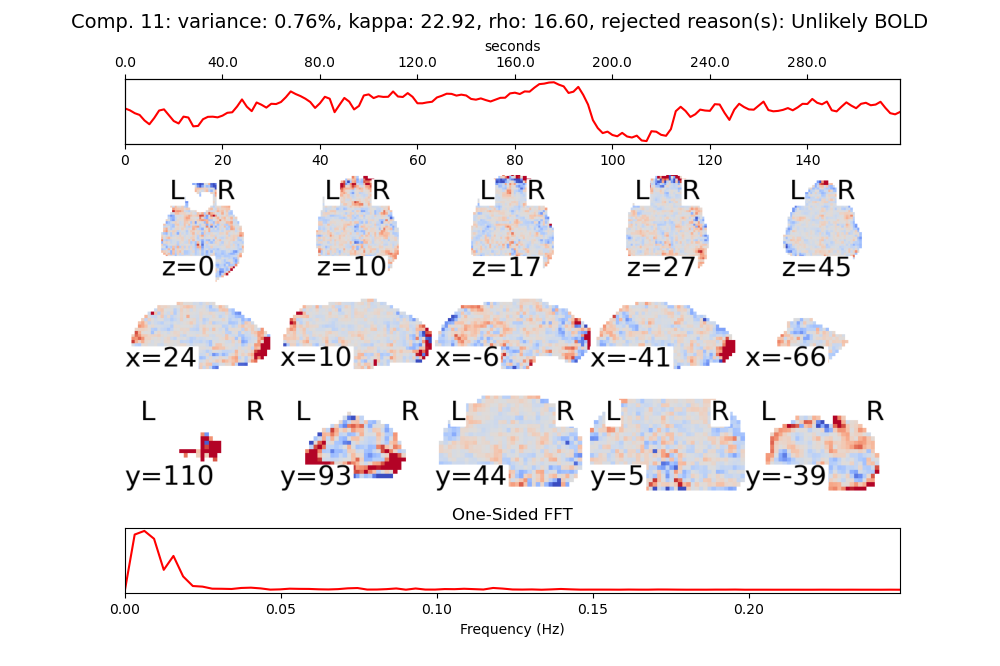 Comp. 11: variance: 0.76%, kappa: 22.92, rho: 16.60, rejected reason(s): Unlikely BOLD
seconds
0.0 40.0 80.0 120.0 160.0 200.0 240.0 280.0
0 20 40 60 80 100 120 140
L R L R L R L R L R
z=0 z=10 z=17 z=27 z=45
x=24 x=10 x=-6 x=-41 x=-66
L R L R L R L R L R
y=110 y=93 y=44 y=5 y=-39
One-Sided FFT
0.00 0.05 0.10 0.15 0.20
Frequency (Hz)